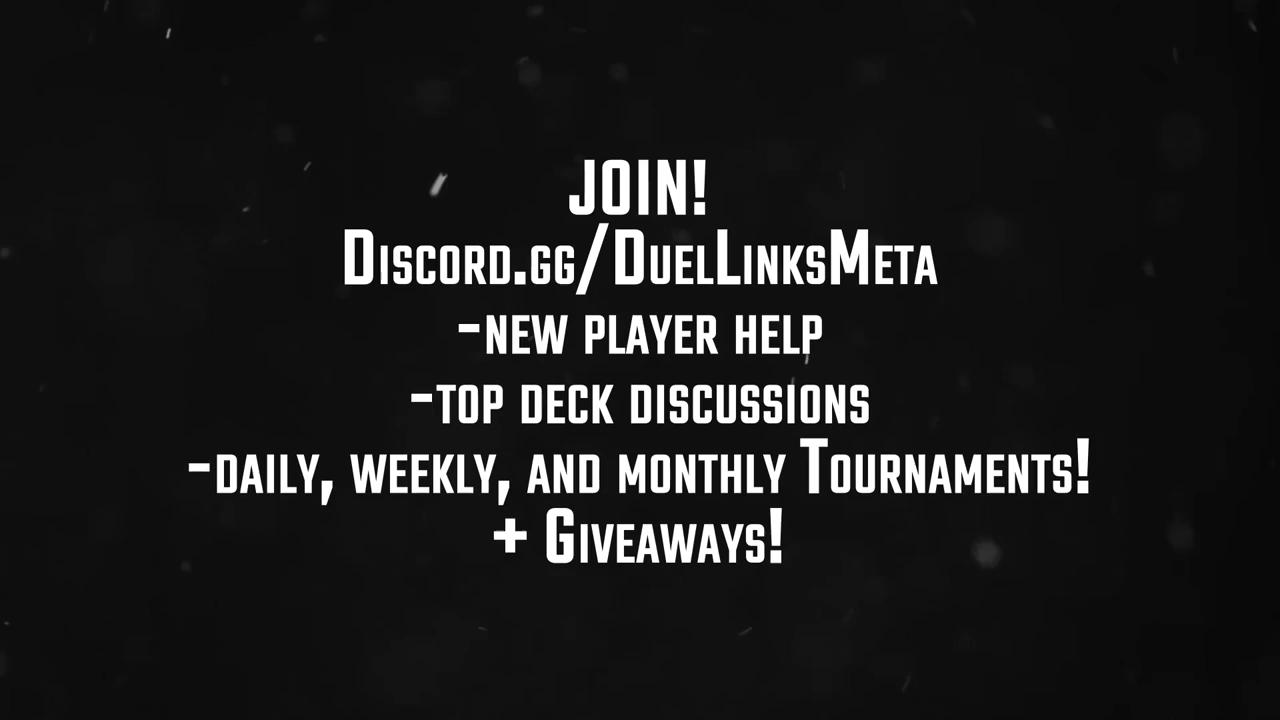 JOIN!
Discord.gg/DuelLinksMeta
-new player help
-top deck discussions
-daily, weekly, and monthly Tournaments!
+ Giveaways!